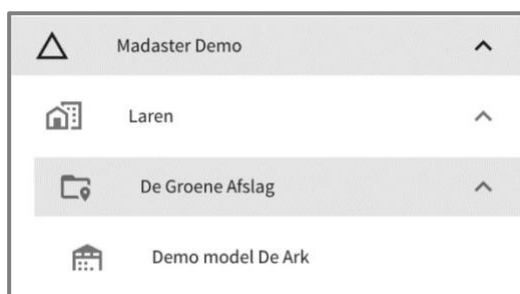 Madaster Demo
Laren
De Groene Afslag
Demo model De Ark